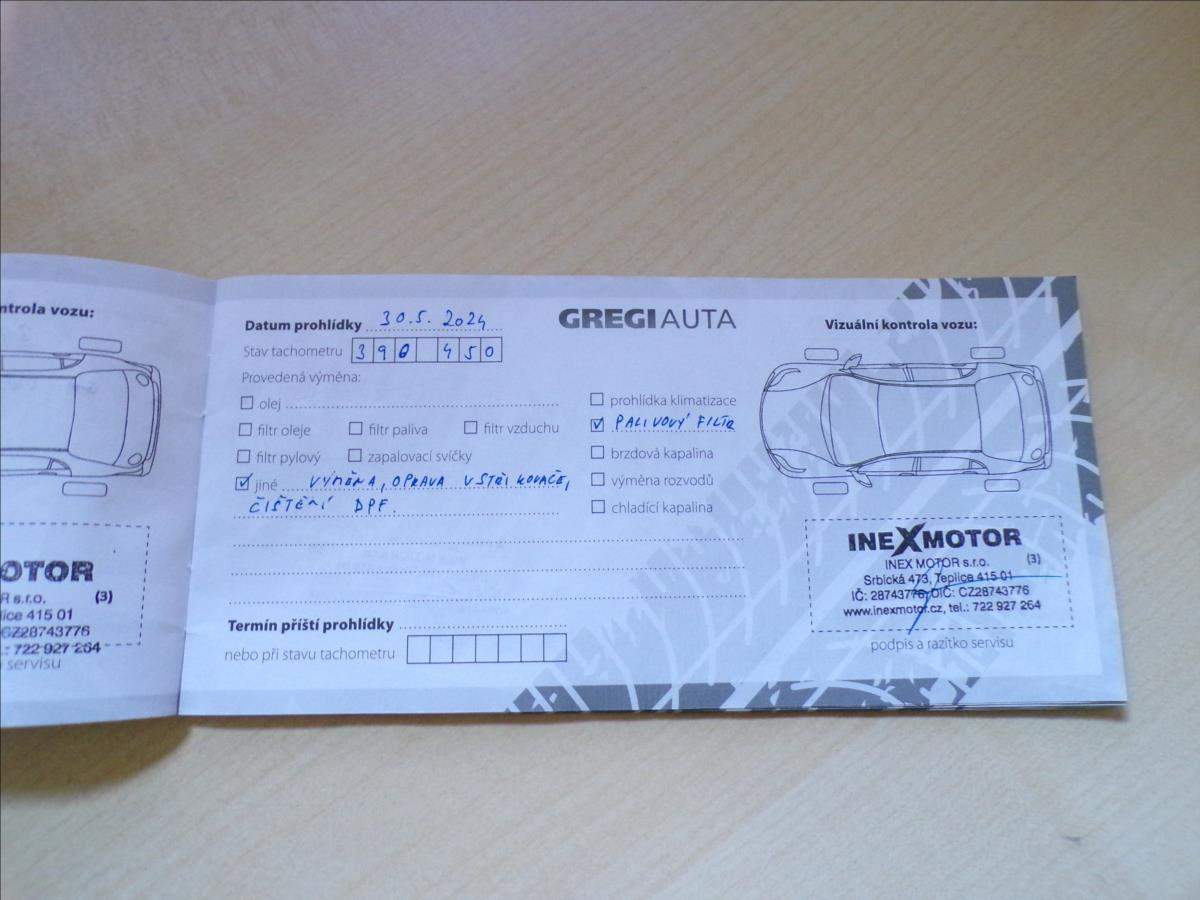 ntrola vozu:
OTOR
R s.r.o. (3)
lice 415 01
CZ28743776
.: 722 927 264
servisu
Datum prohlídky 30.5. 2024
GREGIAUTA
Vizuální kontrola vozu:
Stav tachometru 390 450
Provedená výměna:
olej
prohlídka klimatizace
filtr oleje filtr paliva filtr vzduchu
PALIVOVÝ FILTR
filtr pylový zapalovací svíčky
brzdová kapalina
jiné VÝMĚNA, OPRAVA VSTŘIKOVAČE,
výměna rozvodů
ČIŠTĚNÍ DPF.
chladící kapalina
INEXMOTOR
INEX MOTOR s.r.o. (3)
Srbická 473, Teplice 415 01
IČ: 28743776, DIČ: CZ28743776
www.inexmotor.cz, tel.: 722 927 264
podpis a razítko servisu
Termín příští prohlídky
nebo při stavu tachometru